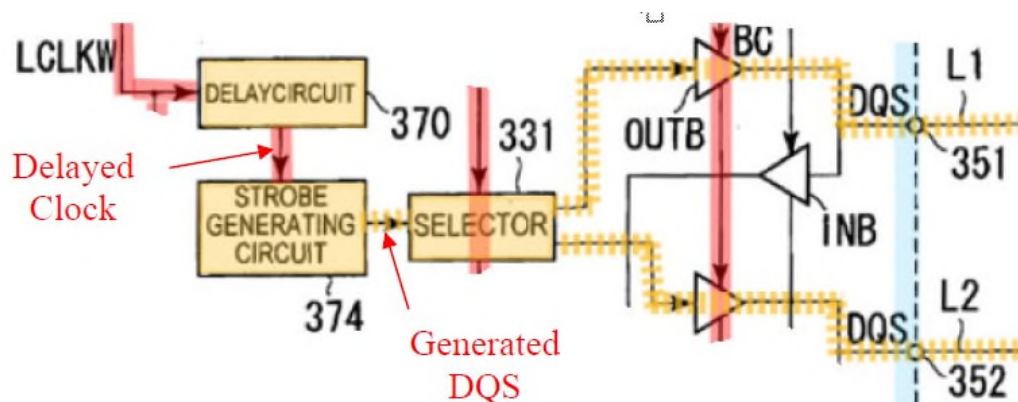 LCLKW
DELAYCIRCUIT
370
Delayed
Clock
STROBE
GENERATING
CIRCUIT
374
331
SELECTOR
Generated
DQS
BC
OUTB
INB
DQS
L1
351
DQS
L2
352